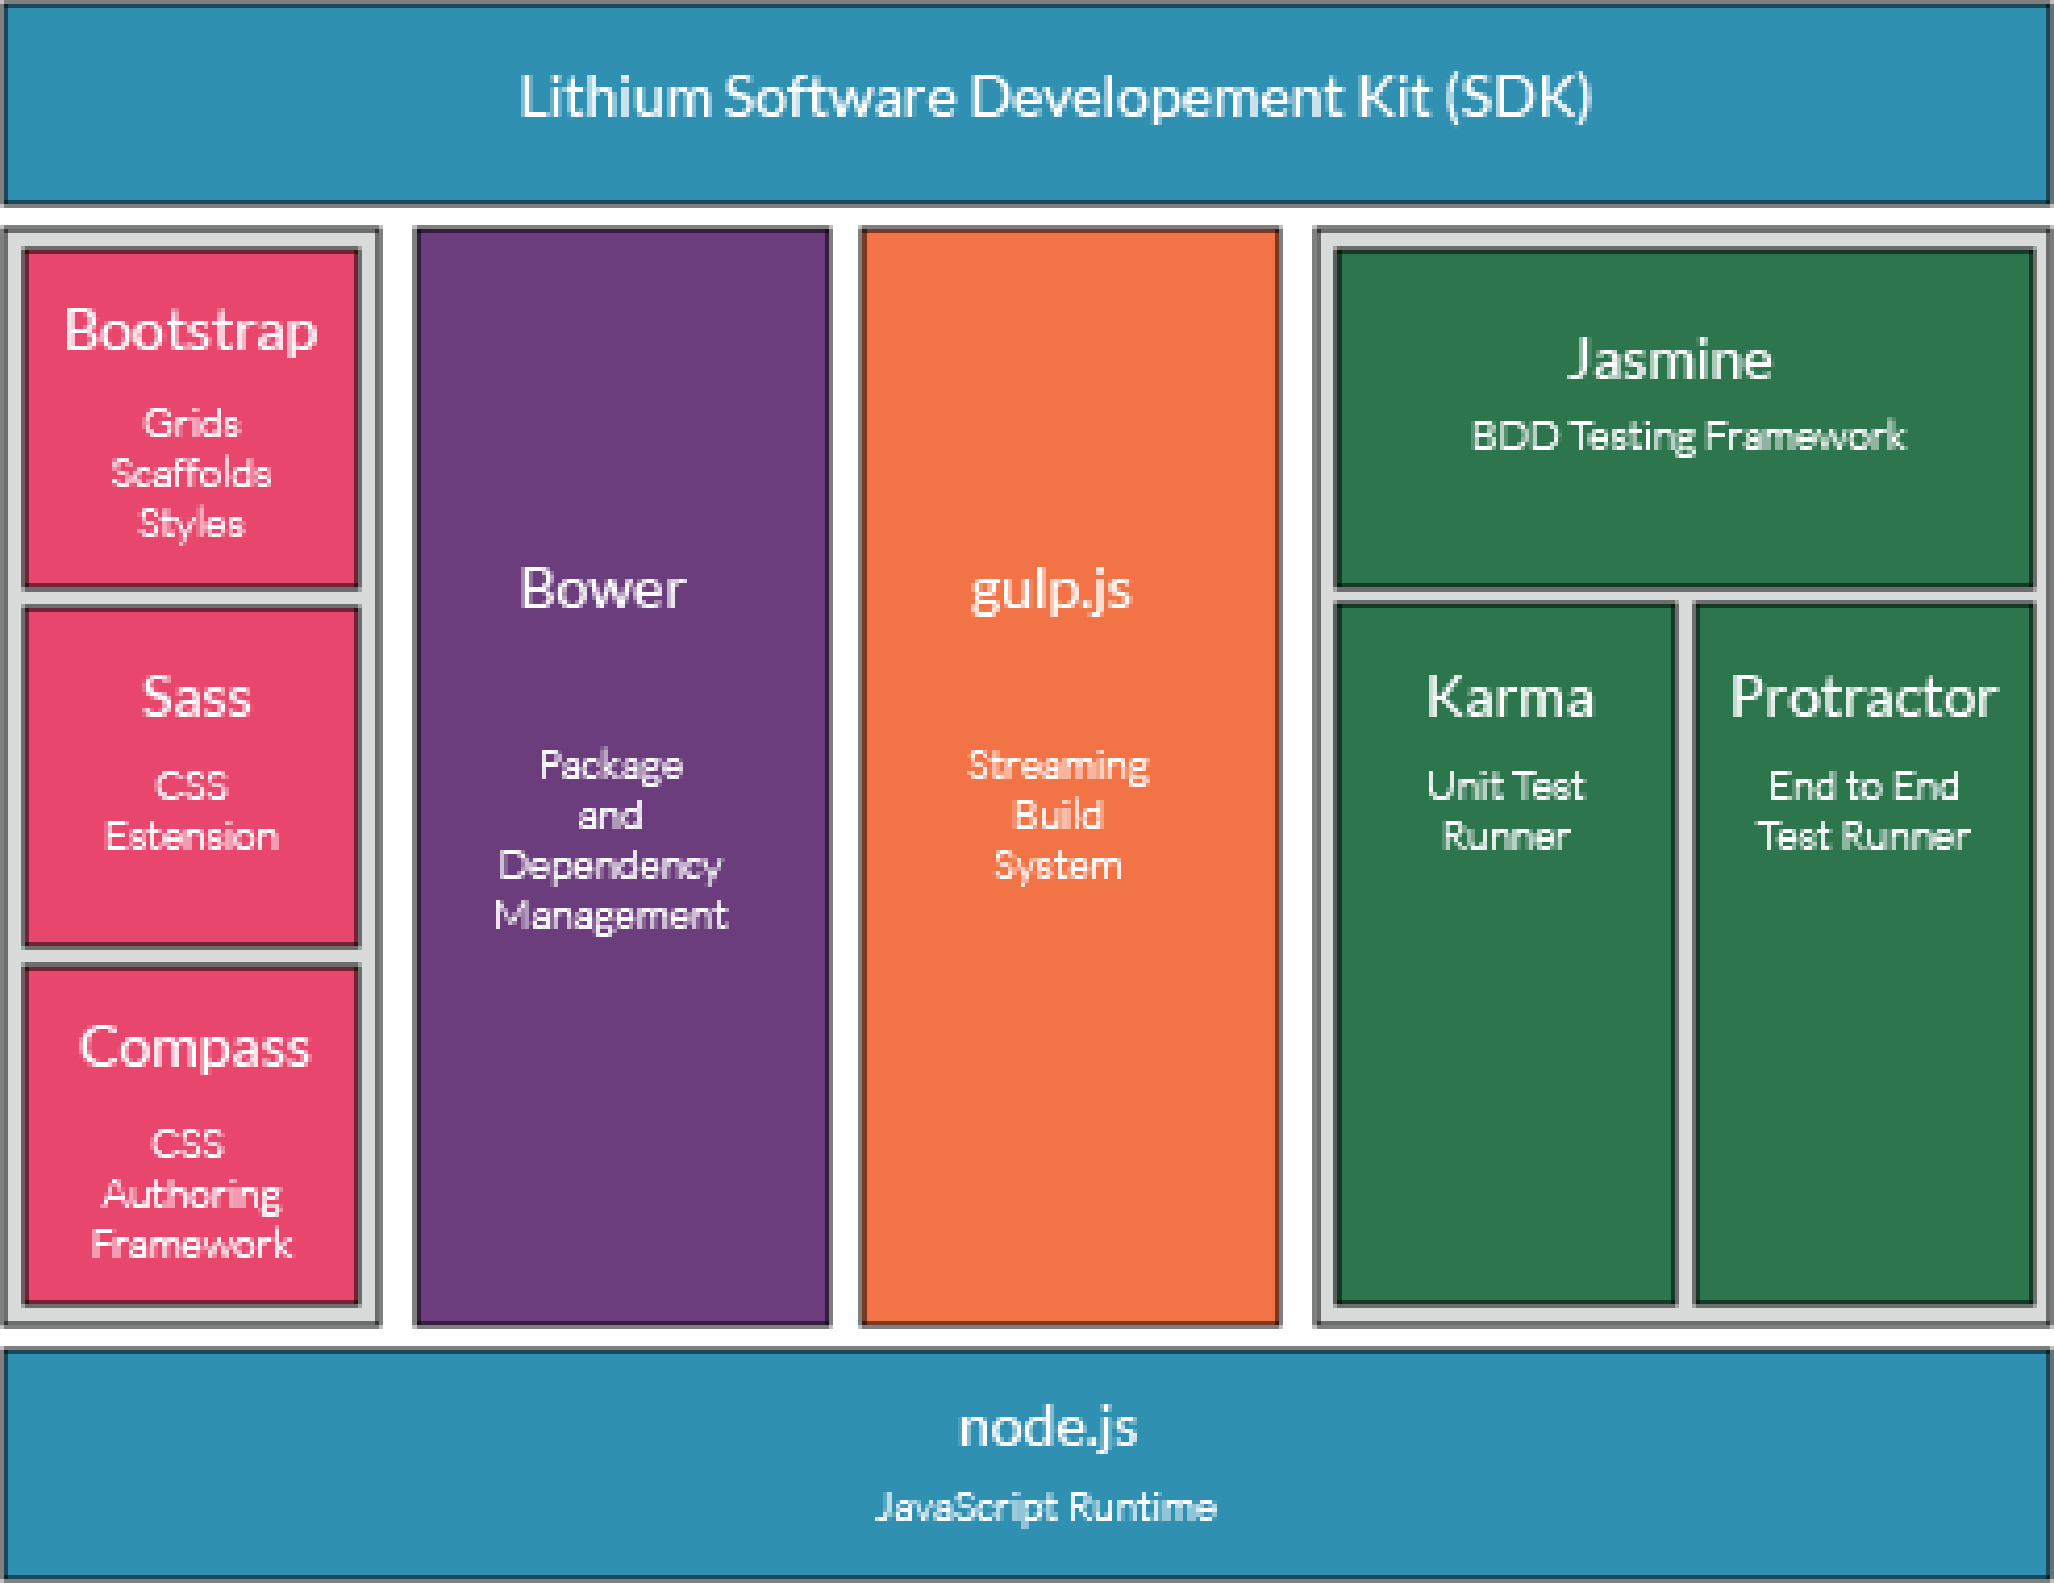 Lithium Software Developement Kit (SDK)
Bootstrap
Grids
Scaffolds
Styles
Sass
CSS
Estension
Compass
CSS
Authoring
Framework
Bower
Package
and
Dependency
Management
gulp.js
Streaming
Build
System
Jasmine
BDD Testing Framework
Karma
Unit Test
Runner
Protractor
End to End
Test Runner
node.js
JavaScript Runtime